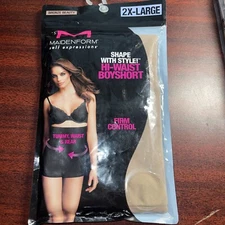 2X-LARGE
MAIDENFORM
self expressions
SHAPE
WITH STYLE!
HI-WAIST
BOYSHORT
FIRM
CONTROL
TUMMY, WAIST
& REAR